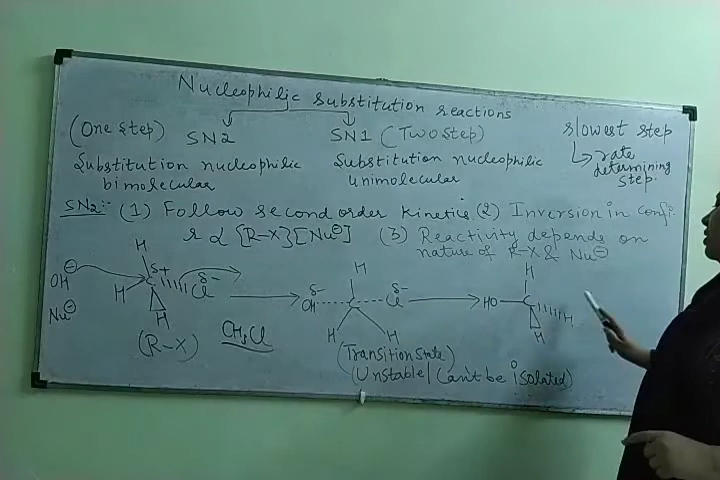 Nucleophilic substitution reactions
(One step) SN2 SN1 (Two step)
Substitution nucleophilic bimolecular
Substitution nucleophilic Unimolecular
slowest step
rate determining step.
SN2:- (1) Follow second order kinetics (2) Inversion in confi.
r ∝ [R-X][Nu⊖] (3) Reactivity depends on nature of R-X & Nu⊖
OH⊖ H C δ+ H H Cl δ-
Nu⊖
(R-X) CH3Cl
δ- OH C H H H Cl δ-
(Transition state)
(Unstable/Can't be isolated)
HO C H H H